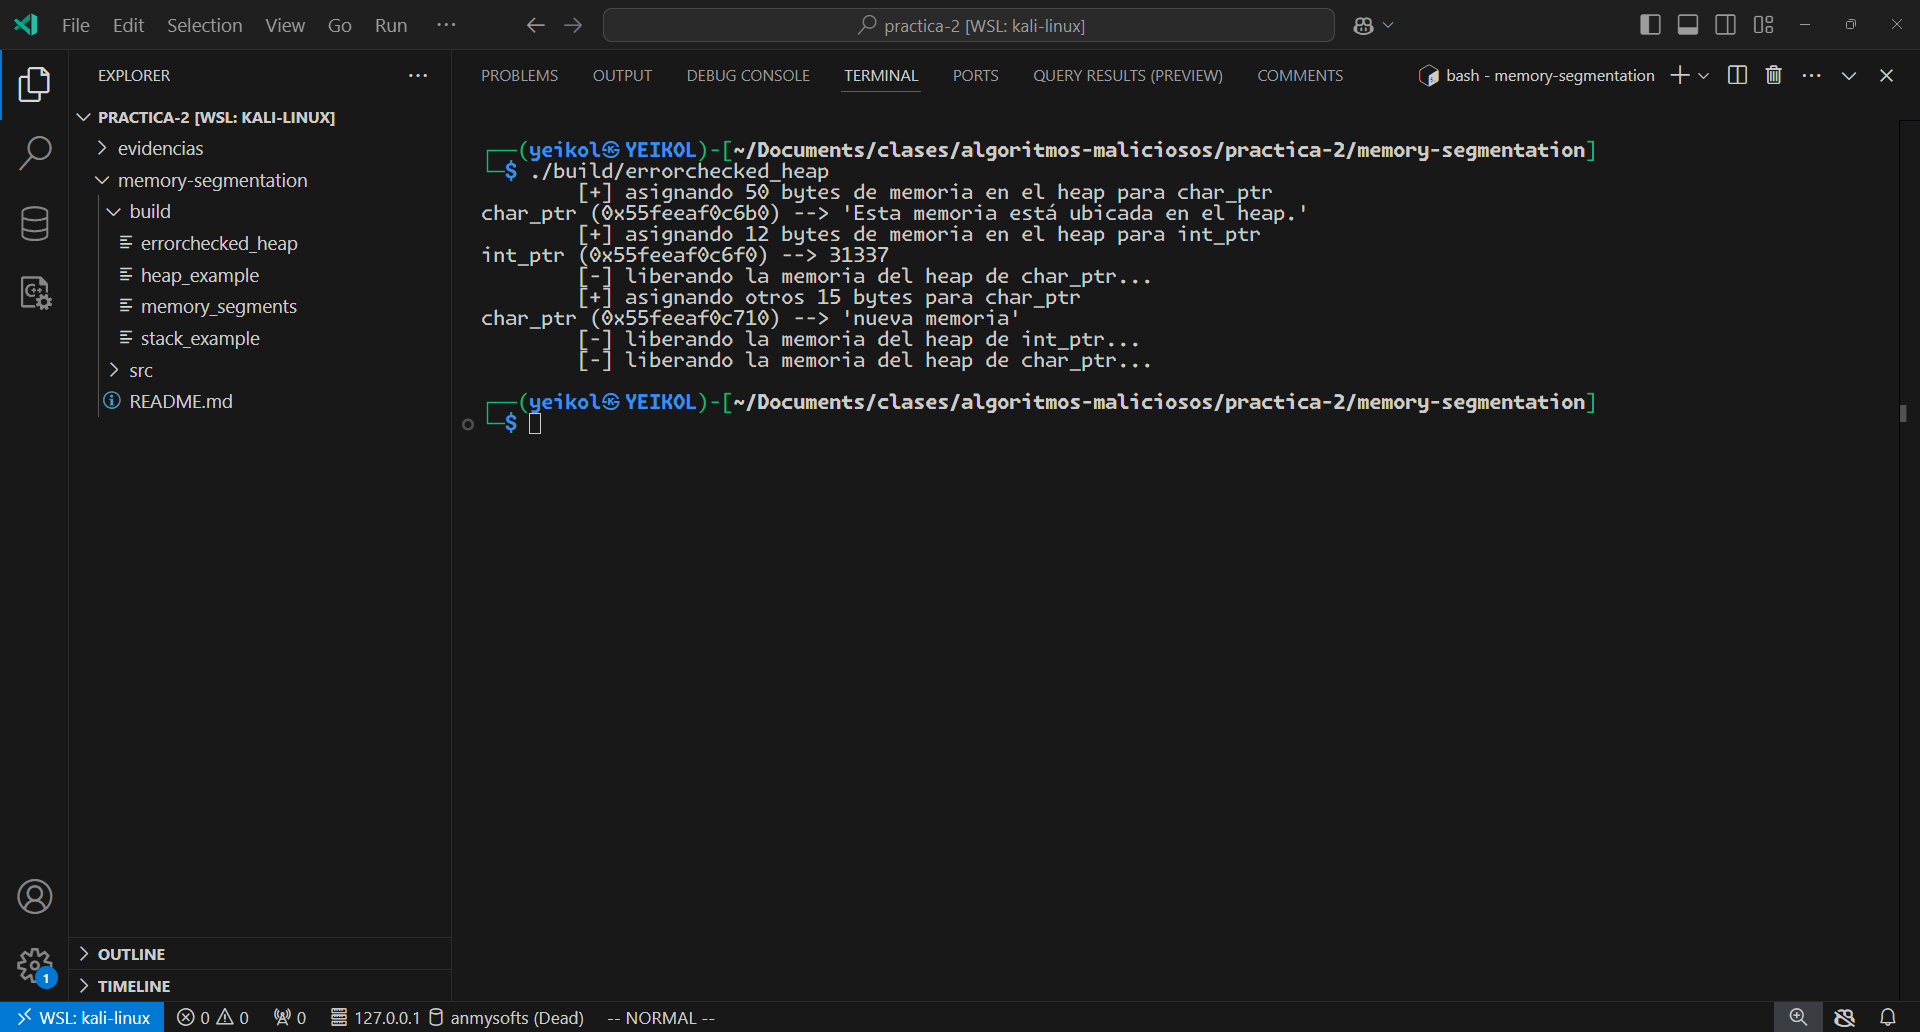 File Edit Selection View Go Run ···
practica-2 [WSL: kali-linux]
EXPLORER
PRACTICA-2 [WSL: KALI-LINUX]
evidencias
memory-segmentation
build
errorchecked_heap
heap_example
memory_segments
stack_example
src
README.md
OUTLINE
TIMELINE
1
PROBLEMS OUTPUT DEBUG CONSOLE TERMINAL PORTS QUERY RESULTS (PREVIEW) COMMENTS bash - memory-segmentation
┌──(yeikol㉿YEIKOL)-[~/Documents/clases/algoritmos-maliciosos/practica-2/memory-segmentation]
└─$ ./build/errorchecked_heap
[+] asignando 50 bytes de memoria en el heap para char_ptr
char_ptr (0x55feeaf0c6b0) --> 'Esta memoria está ubicada en el heap.'
[+] asignando 12 bytes de memoria en el heap para int_ptr
int_ptr (0x55feeaf0c6f0) --> 31337
[-] liberando la memoria del heap de char_ptr...
[+] asignando otros 15 bytes para char_ptr
char_ptr (0x55feeaf0c710) --> 'nueva memoria'
[-] liberando la memoria del heap de int_ptr...
[-] liberando la memoria del heap de char_ptr...
┌──(yeikol㉿YEIKOL)-[~/Documents/clases/algoritmos-maliciosos/practica-2/memory-segmentation]
└─$
WSL: kali-linux 0 0 0 127.0.0.1 anmysofts (Dead) -- NORMAL --